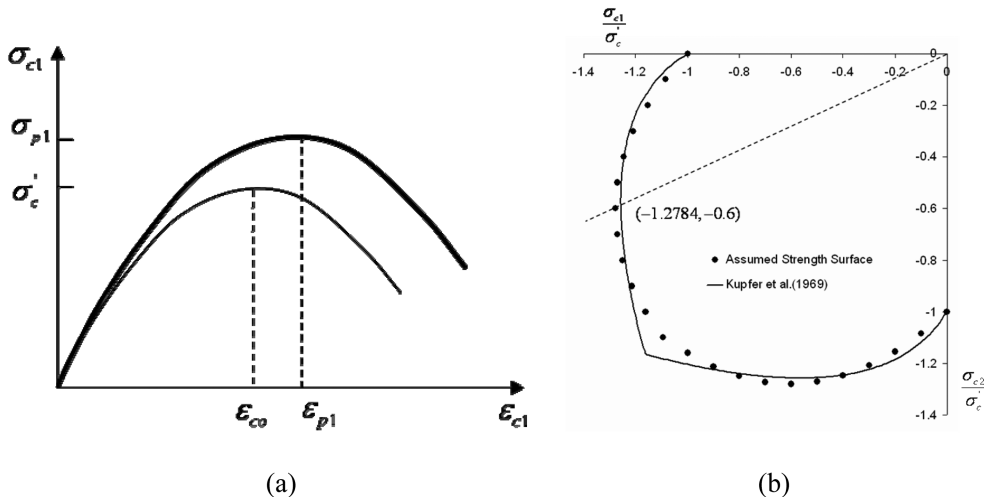 σc1
σp1
σ'c
εco
εp1
εc1
(a)
σc1
σ'c
-1.4
-1.2
-1
-0.8
-0.6
-0.4
-0.2
0
0
-0.2
-0.4
-0.6
-0.8
-1
-1.2
-1.4
(−1.2784,−0.6)
Assumed Strength Surface
Kupfer et al.(1969)
σc2
σ'c
(b)